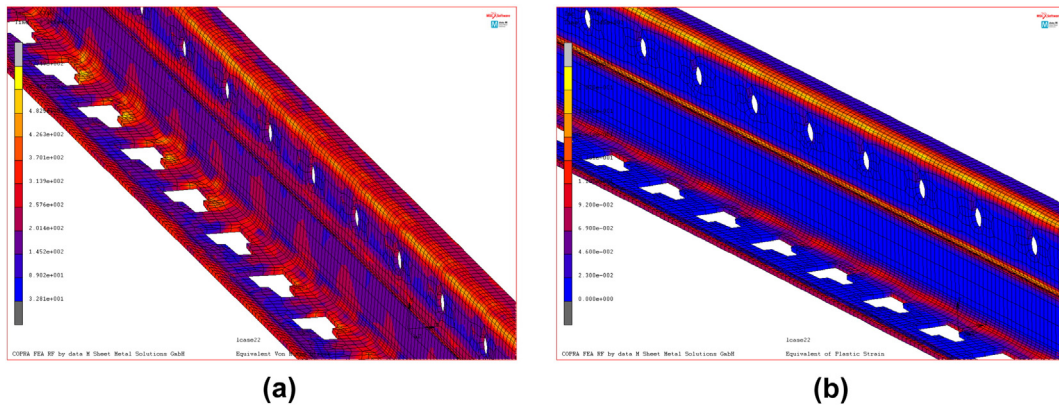 4.263e+002
3.701e+002
3.139e+002
2.576e+002
2.014e+002
1.452e+002
8.902e+001
3.281e+001
lcase22
COPRA FEA RF by data M Sheet Metal Solutions GmbH
Equivalent Von
9.200e-002
6.900e-002
4.600e-002
2.300e-002
0.000e+000
lcase22
COPRA FEA RF by data M Sheet Metal Solutions GmbH
Equivalent of Plastic Strain
(a)
(b)